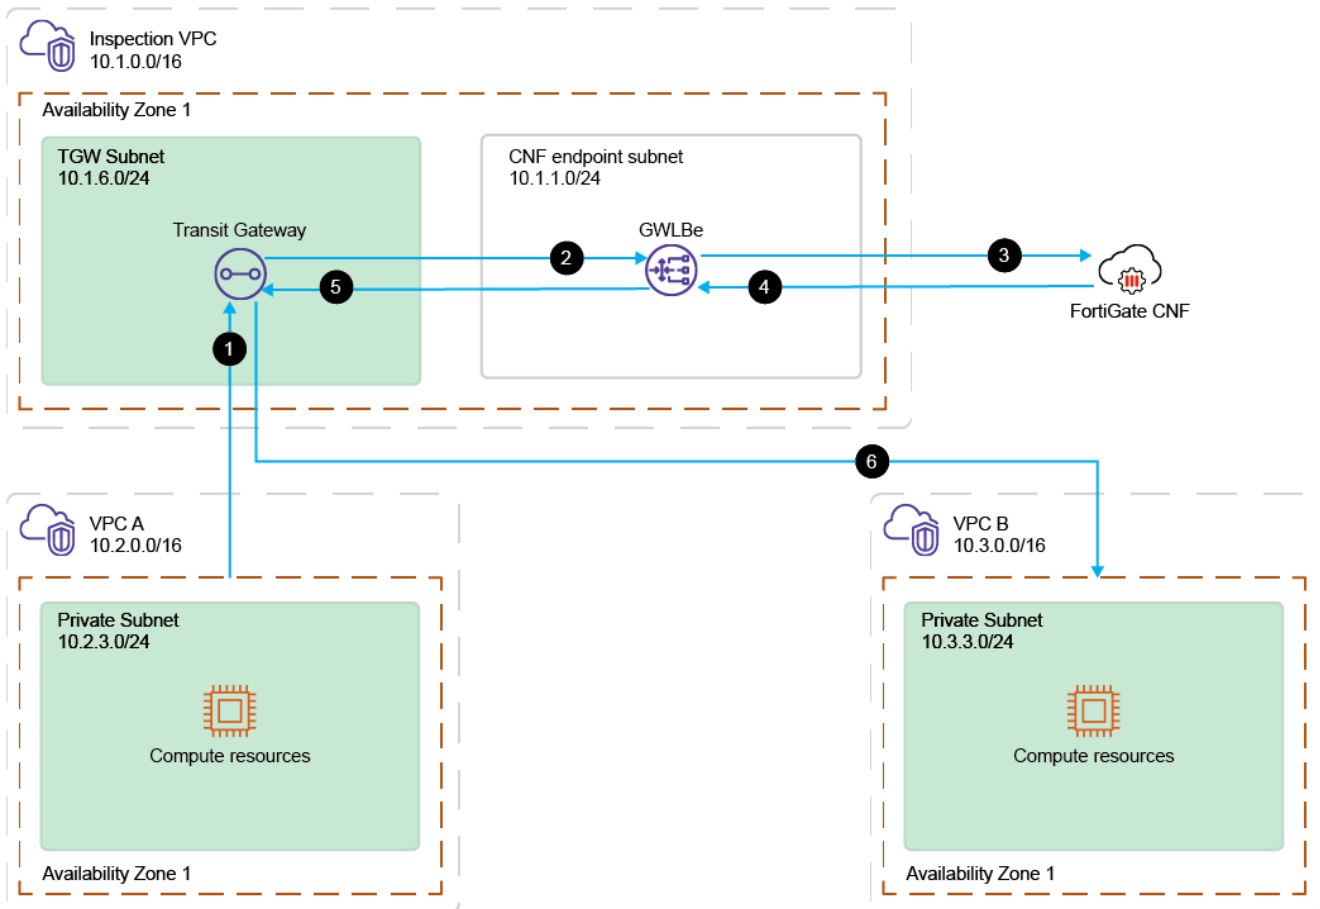 Inspection VPC
10.1.0.0/16
Availability Zone 1
TGW Subnet
10.1.6.0/24
CNF endpoint subnet
10.1.1.0/24
Transit Gateway
GWLBe
2
3
5
4
FortiGate CNF
1
6
VPC A
10.2.0.0/16
VPC B
10.3.0.0/16
Private Subnet
10.2.3.0/24
Private Subnet
10.3.3.0/24
Compute resources
Compute resources
Availability Zone 1
Availability Zone 1